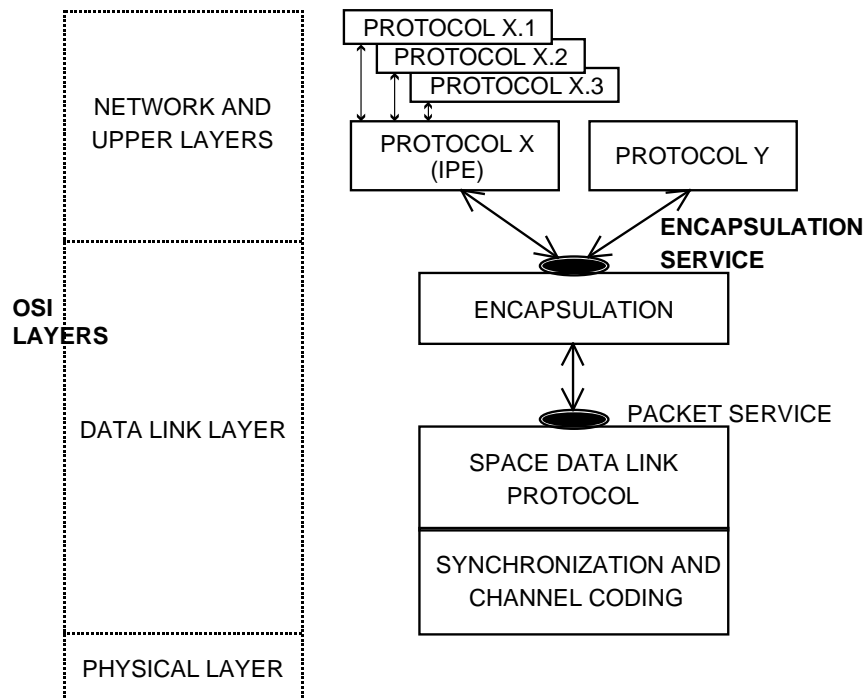 PROTOCOL X.1
PROTOCOL X.2
PROTOCOL X.3
NETWORK AND
UPPER LAYERS
PROTOCOL X
(IPE)
PROTOCOL Y
ENCAPSULATION
SERVICE
OSI
LAYERS
ENCAPSULATION
DATA LINK LAYER
PACKET SERVICE
SPACE DATA LINK
PROTOCOL
SYNCHRONIZATION AND
CHANNEL CODING
PHYSICAL LAYER